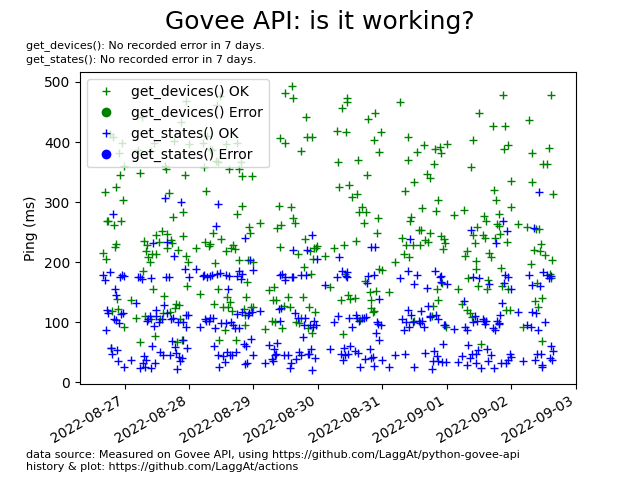 Govee API: is it working?
get_devices(): No recorded error in 7 days.
get_states(): No recorded error in 7 days.
get_devices() OK
get_devices() Error
get_states() OK
get_states() Error
Ping (ms)
500
400
300
200
100
0
2022-08-27
2022-08-28
2022-08-29
2022-08-30
2022-08-31
2022-09-01
2022-09-02
2022-09-03
data source: Measured on Govee API, using https://github.com/LaggAt/python-govee-api
history & plot: https://github.com/LaggAt/actions